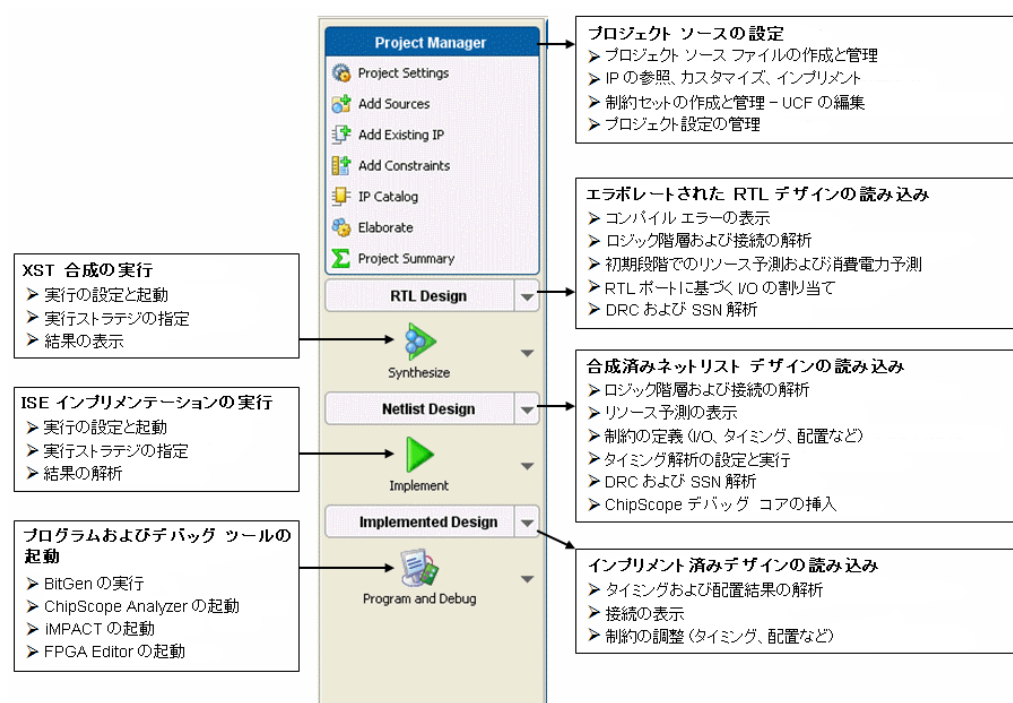 Project Manager
Project Settings
Add Sources
Add Existing IP
Add Constraints
IP Catalog
Elaborate
Project Summary
RTL Design
Synthesize
Netlist Design
Implement
Implemented Design
Program and Debug
XST 合成の実行
➤ 実行の設定と起動
➤ 実行ストラテジの指定
➤ 結果の表示
ISE インプリメンテーションの実行
➤ 実行の設定と起動
➤ 実行ストラテジの指定
➤ 結果の解析
プログラムおよびデバッグ ツールの
起動
➤ BitGen の実行
➤ ChipScope Analyzer の起動
➤ iMPACT の起動
➤ FPGA Editor の起動
プロジェクト ソースの設定
➤ プロジェクト ソース ファイルの作成と管理
➤ IP の参照、カスタマイズ、インプリメント
➤ 制約セットの作成と管理 – UCF の編集
➤ プロジェクト設定の管理
エラボレートされた RTL デザインの読み込み
➤ コンパイル エラーの表示
➤ ロジック階層および接続の解析
➤ 初期段階でのリソース予測および消費電力予測
➤ RTL ポートに基づく I/O の割り当て
➤ DRC および SSN 解析
合成済みネットリスト デザインの読み込み
➤ ロジック階層および接続の解析
➤ リソース予測の表示
➤ 制約の定義 (I/O、タイミング、配置など)
➤ タイミング解析の設定と実行
➤ DRC および SSN 解析
➤ ChipScope デバッグ コアの挿入
インプリメント済みデザインの読み込み
➤ タイミングおよび配置結果の解析
➤ 接続の表示
➤ 制約の調整 (タイミング、配置など)